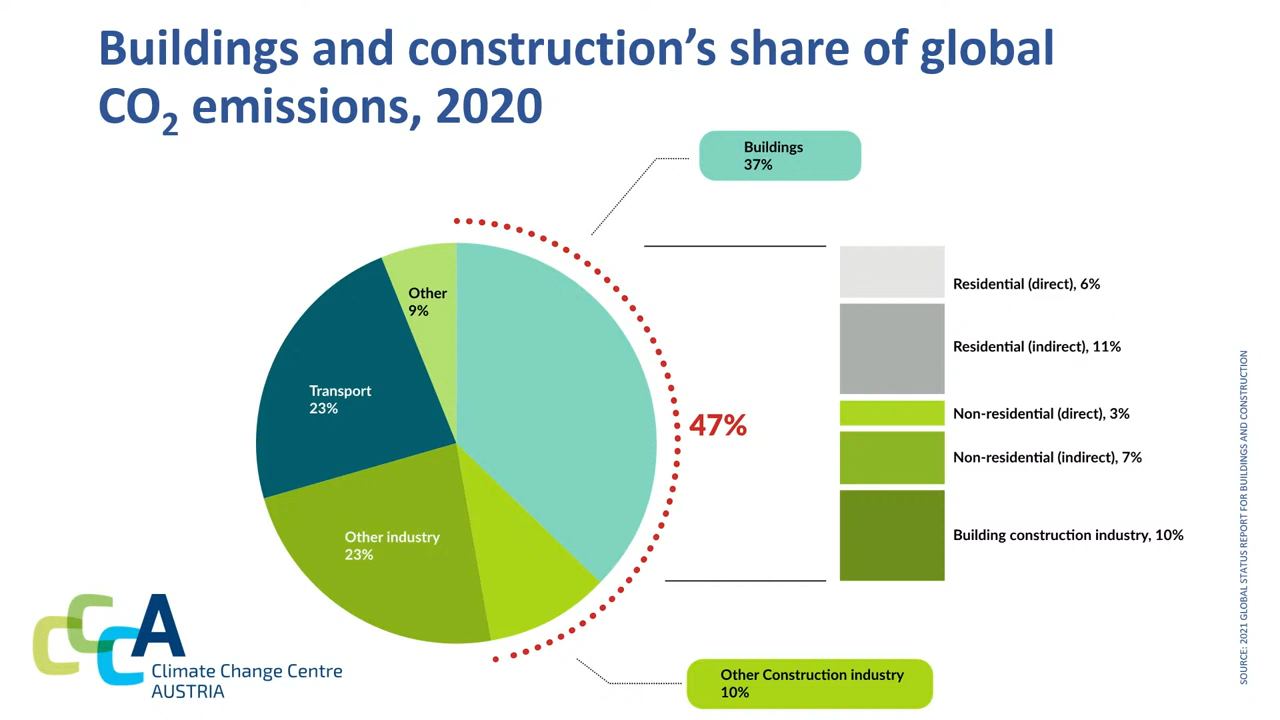 Buildings and construction’s share of global
CO₂ emissions, 2020
Buildings
37%
Other
9%
Transport
23%
Other industry
23%
47%
Residential (direct), 6%
Residential (indirect), 11%
Non-residential (direct), 3%
Non-residential (indirect), 7%
Building construction industry, 10%
Other Construction industry
10%
CCCA
Climate Change Centre
AUSTRIA
SOURCE: 2021 GLOBAL STATUS REPORT FOR BUILDINGS AND CONSTRUCTION